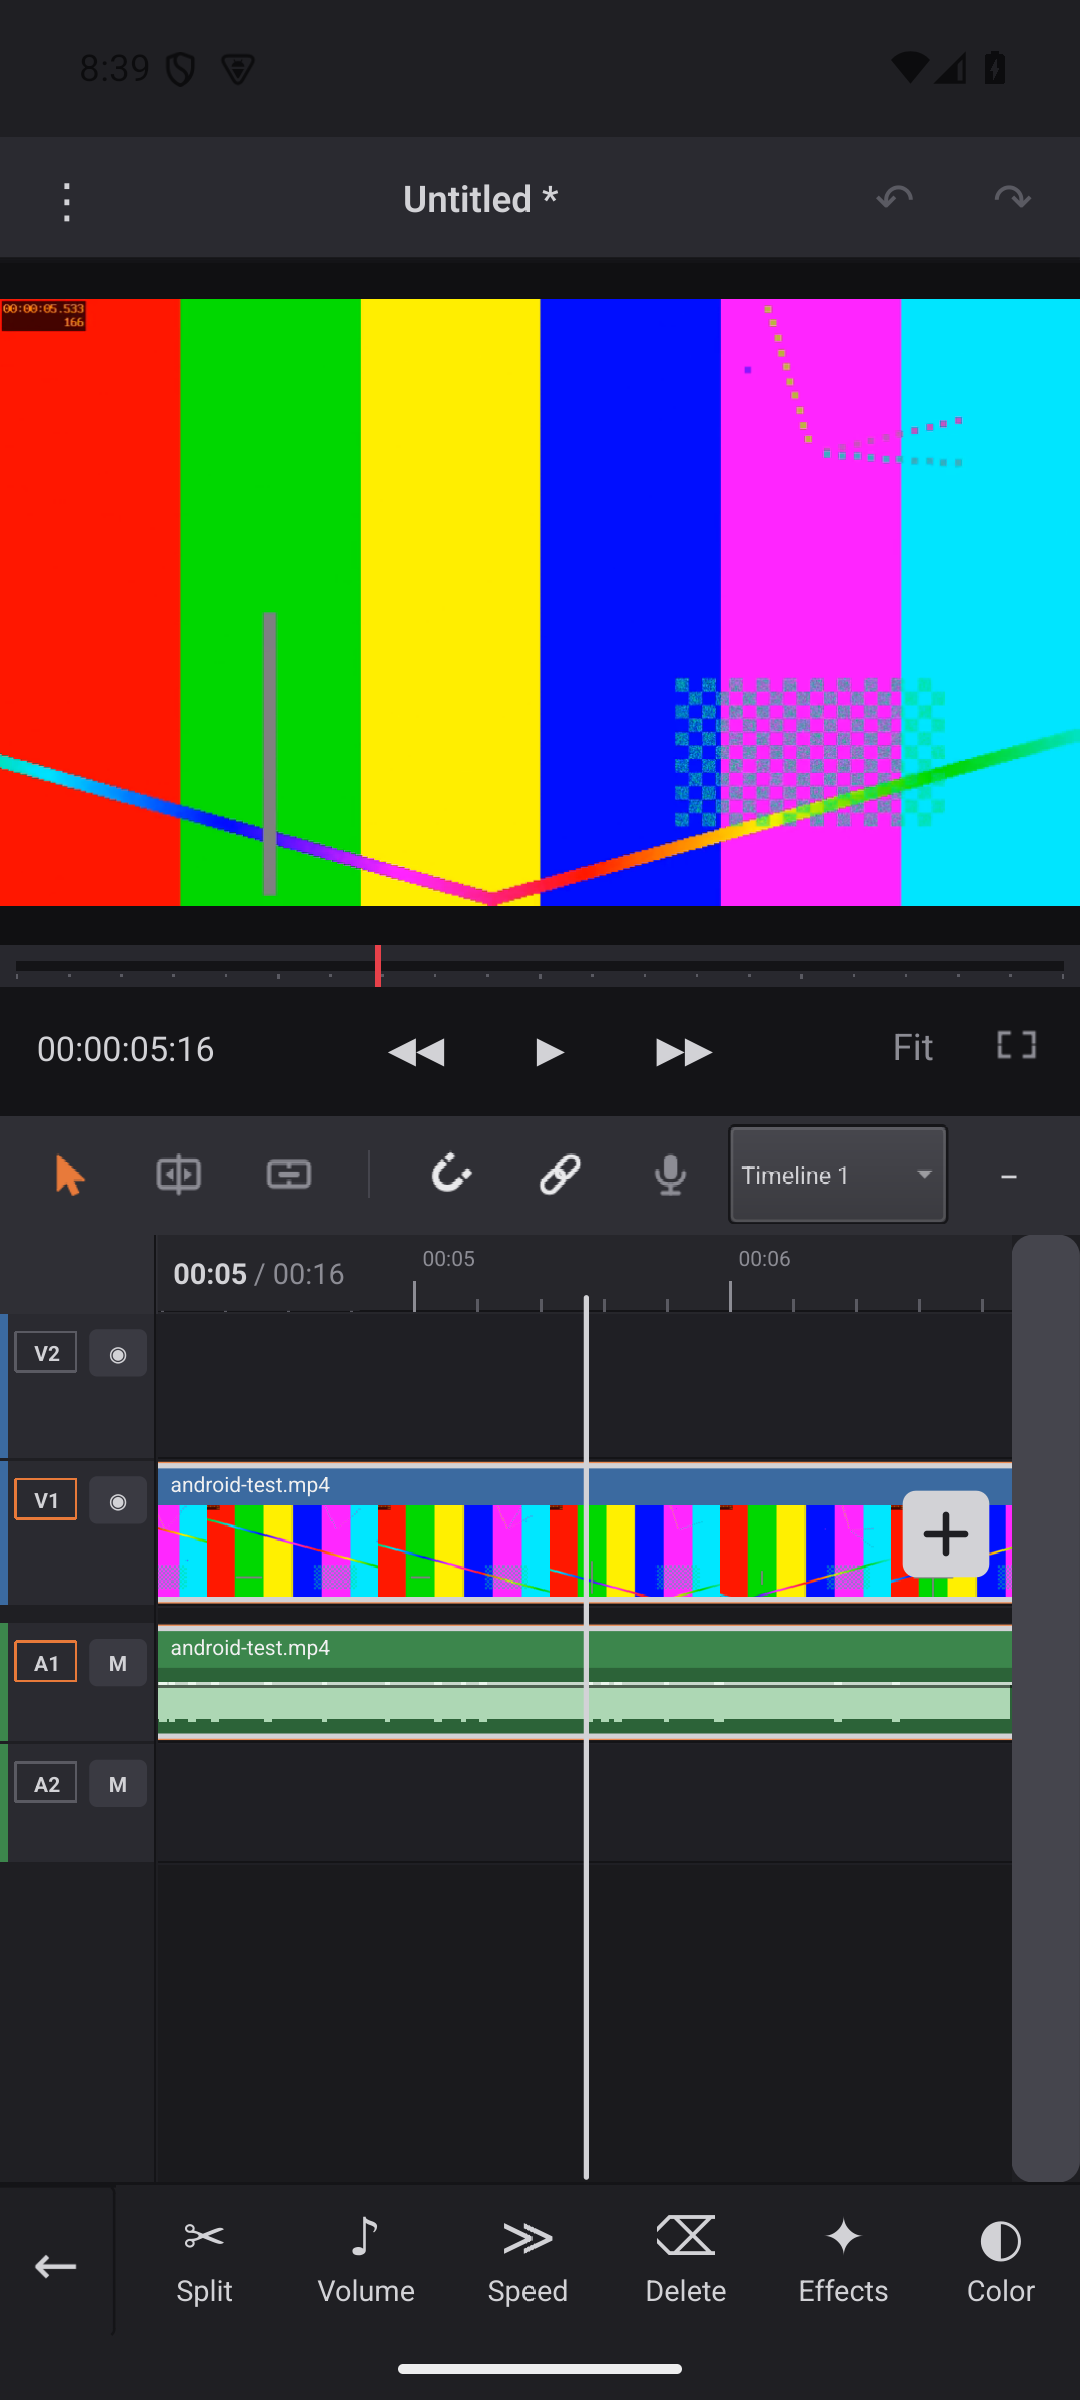 8:39
Untitled *
00:00:05.533
166
00:00:05:16
Fit
Timeline 1
00:05 / 00:16
00:05
00:06
V2
V1
android-test.mp4
A1
M
android-test.mp4
A2
M
Split
Volume
Speed
Delete
Effects
Color